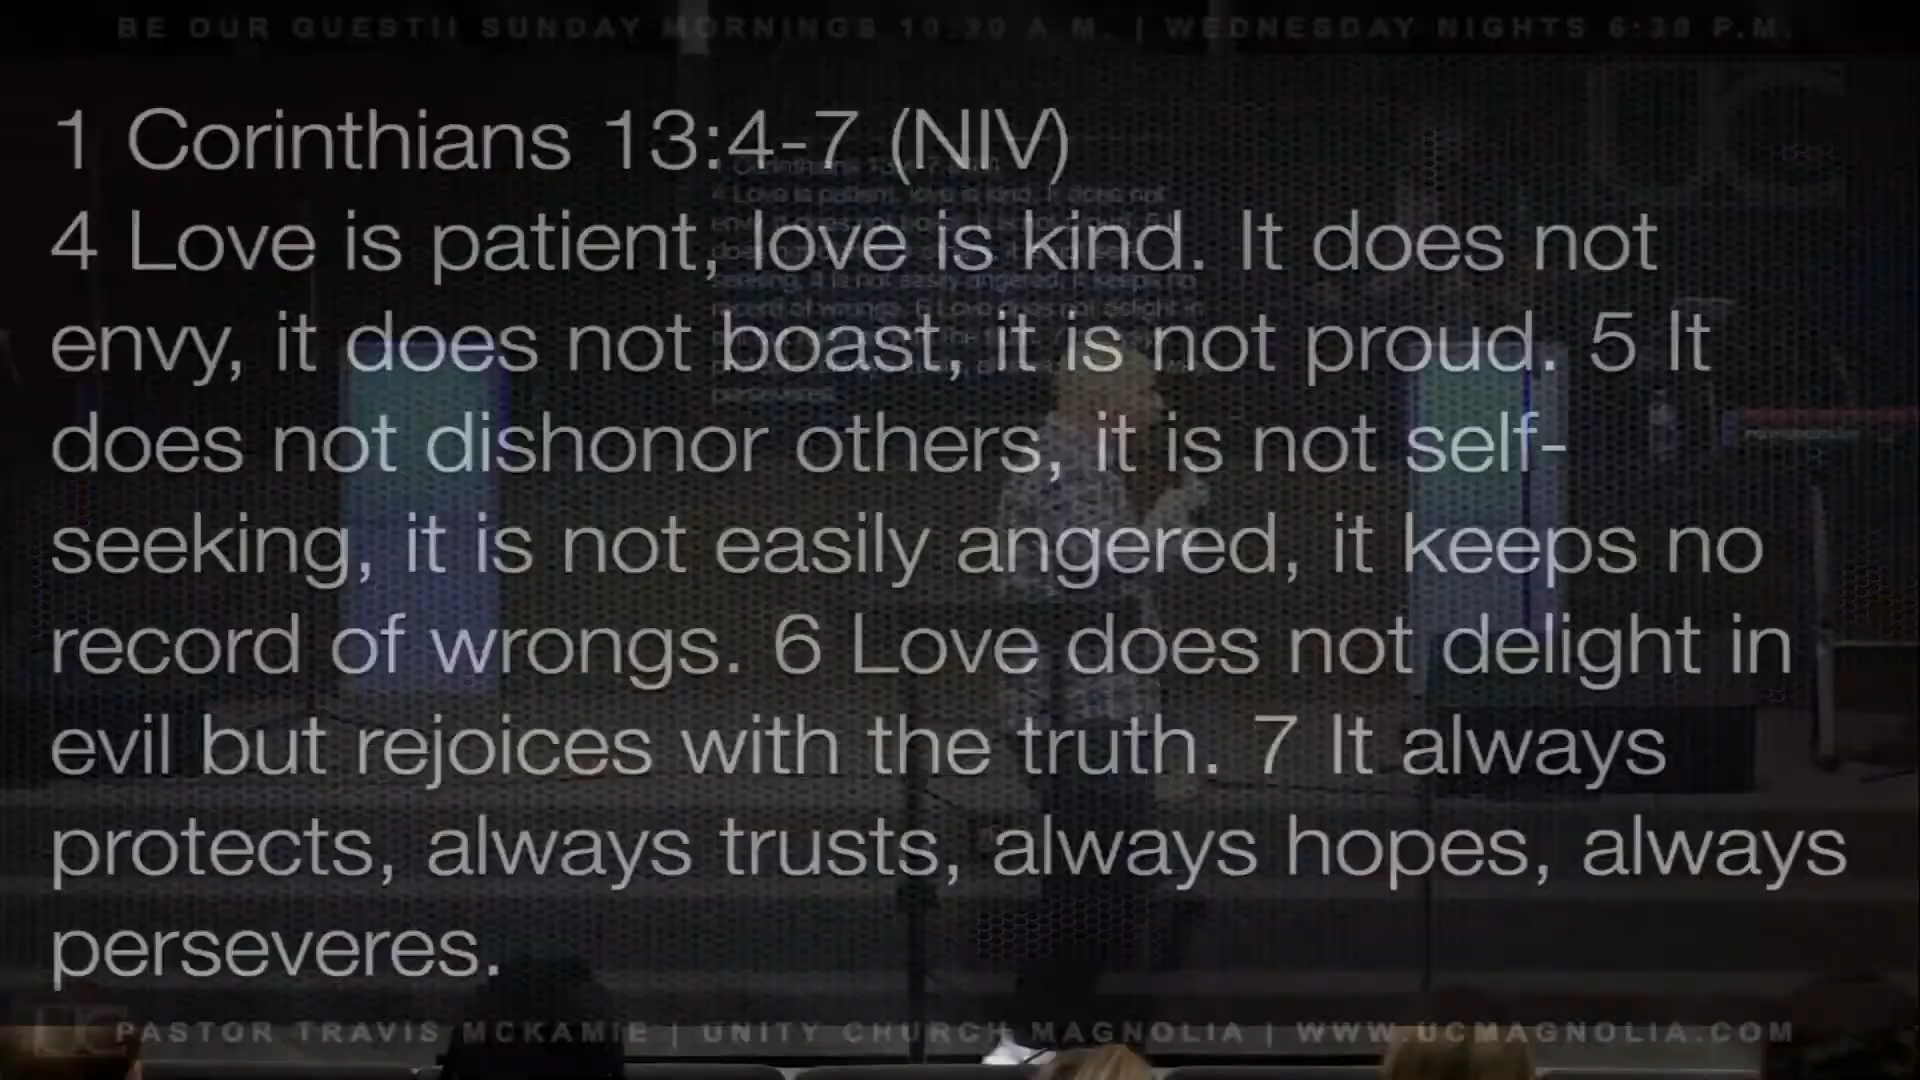 BE OUR GUEST!! SUNDAY MORNINGS 10:30 A.M. | WEDNESDAY NIGHTS 6:30 P.M.
UC
1 Corinthians 13:4-7 (NIV)
4 Love is patient, love is kind. It does not
envy, it does not boast, it is not proud. 5 It
does not dishonor others, it is not self-
seeking, it is not easily angered, it keeps no
record of wrongs. 6 Love does not delight in
evil but rejoices with the truth. 7 It always
protects, always trusts, always hopes, always
perseveres.
UC PASTOR TRAVIS MCKAMIE | UNITY CHURCH MAGNOLIA | WWW.UCMAGNOLIA.COM